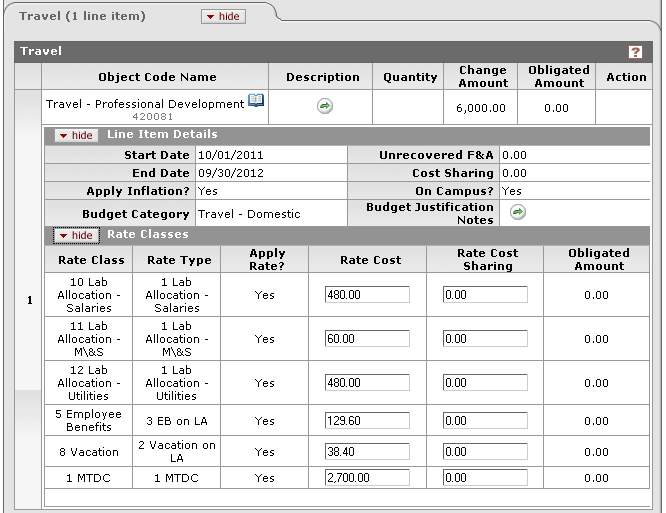 Travel (1 line item) hide
Travel ?
Object Code Name Description Quantity Change Amount Obligated Amount Action
Travel - Professional Development 6,000.00 0.00
420081
hide Line Item Details
Start Date 10/01/2011 Unrecovered F&A 0.00
End Date 09/30/2012 Cost Sharing 0.00
Apply Inflation? Yes On Campus? Yes
Budget Category Travel - Domestic Budget Justification Notes
hide Rate Classes
Rate Class Rate Type Apply Rate? Rate Cost Rate Cost Sharing Obligated Amount
1
10 Lab Allocation - Salaries 1 Lab Allocation - Salaries Yes 480.00 0.00 0.00
11 Lab Allocation - M\&S 1 Lab Allocation - M\&S Yes 60.00 0.00 0.00
12 Lab Allocation - Utilities 1 Lab Allocation - Utilities Yes 480.00 0.00 0.00
5 Employee Benefits 3 EB on LA Yes 129.60 0.00 0.00
8 Vacation 2 Vacation on LA Yes 38.40 0.00 0.00
1 MTDC 1 MTDC Yes 2,700.00 0.00 0.00